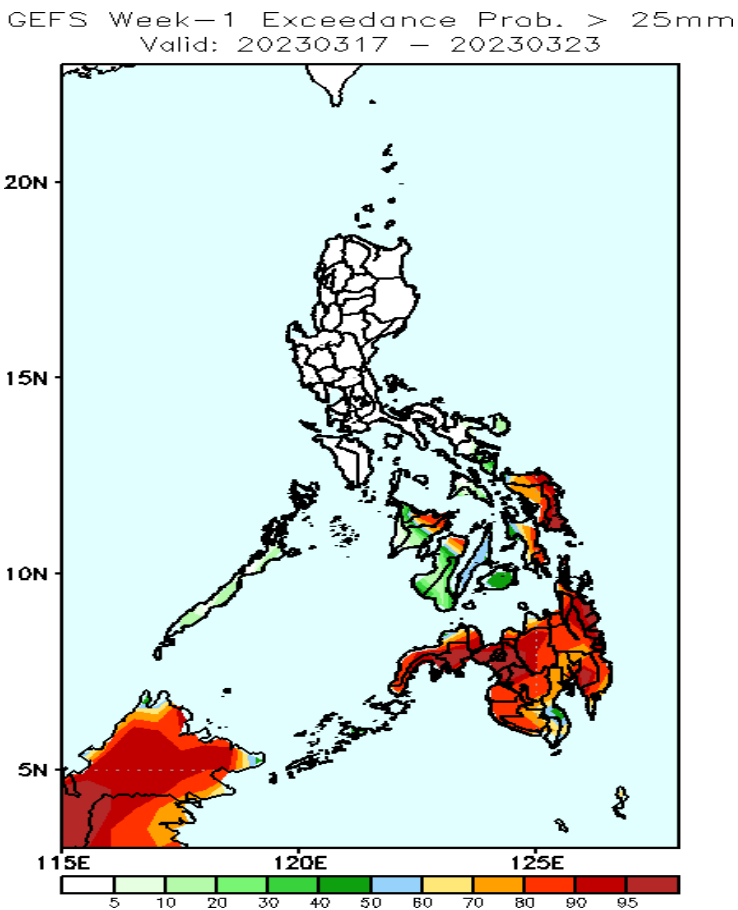 GEFS Week-1 Exceedance Prob. > 25mm
Valid: 20230317 - 20230323
20N
15N
10N
5N
115E 120E 125E
5 10 20 30 40 50 60 70 80 90 95